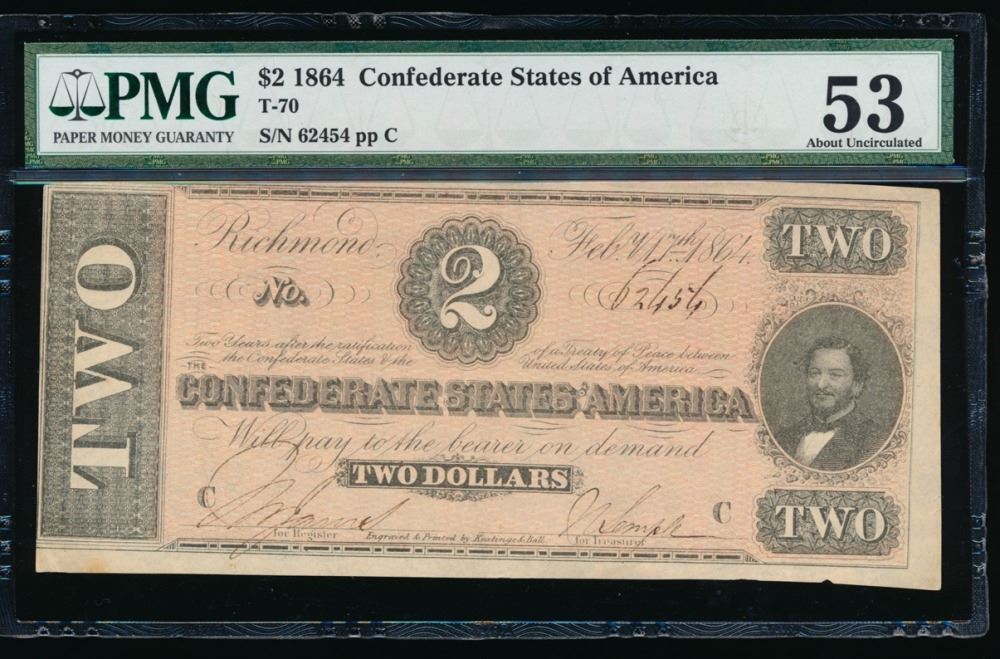 PMG
PAPER MONEY GUARANTY
$2 1864 Confederate States of America
T-70
S/N 62454 pp C
53
About Uncirculated
TWO
Richmond
2
Feb.y 17th 1864
TWO
No.
62454
Two Years after the ratification of a Treaty of Peace between
the Confederate States & the United States of America
THE
CONFEDERATE STATES OF AMERICA
Will pay to the bearer on demand
TWO DOLLARS
C
C
TWO
for Register
Engraved & Printed by Keatinge & Ball.
for Treasurer